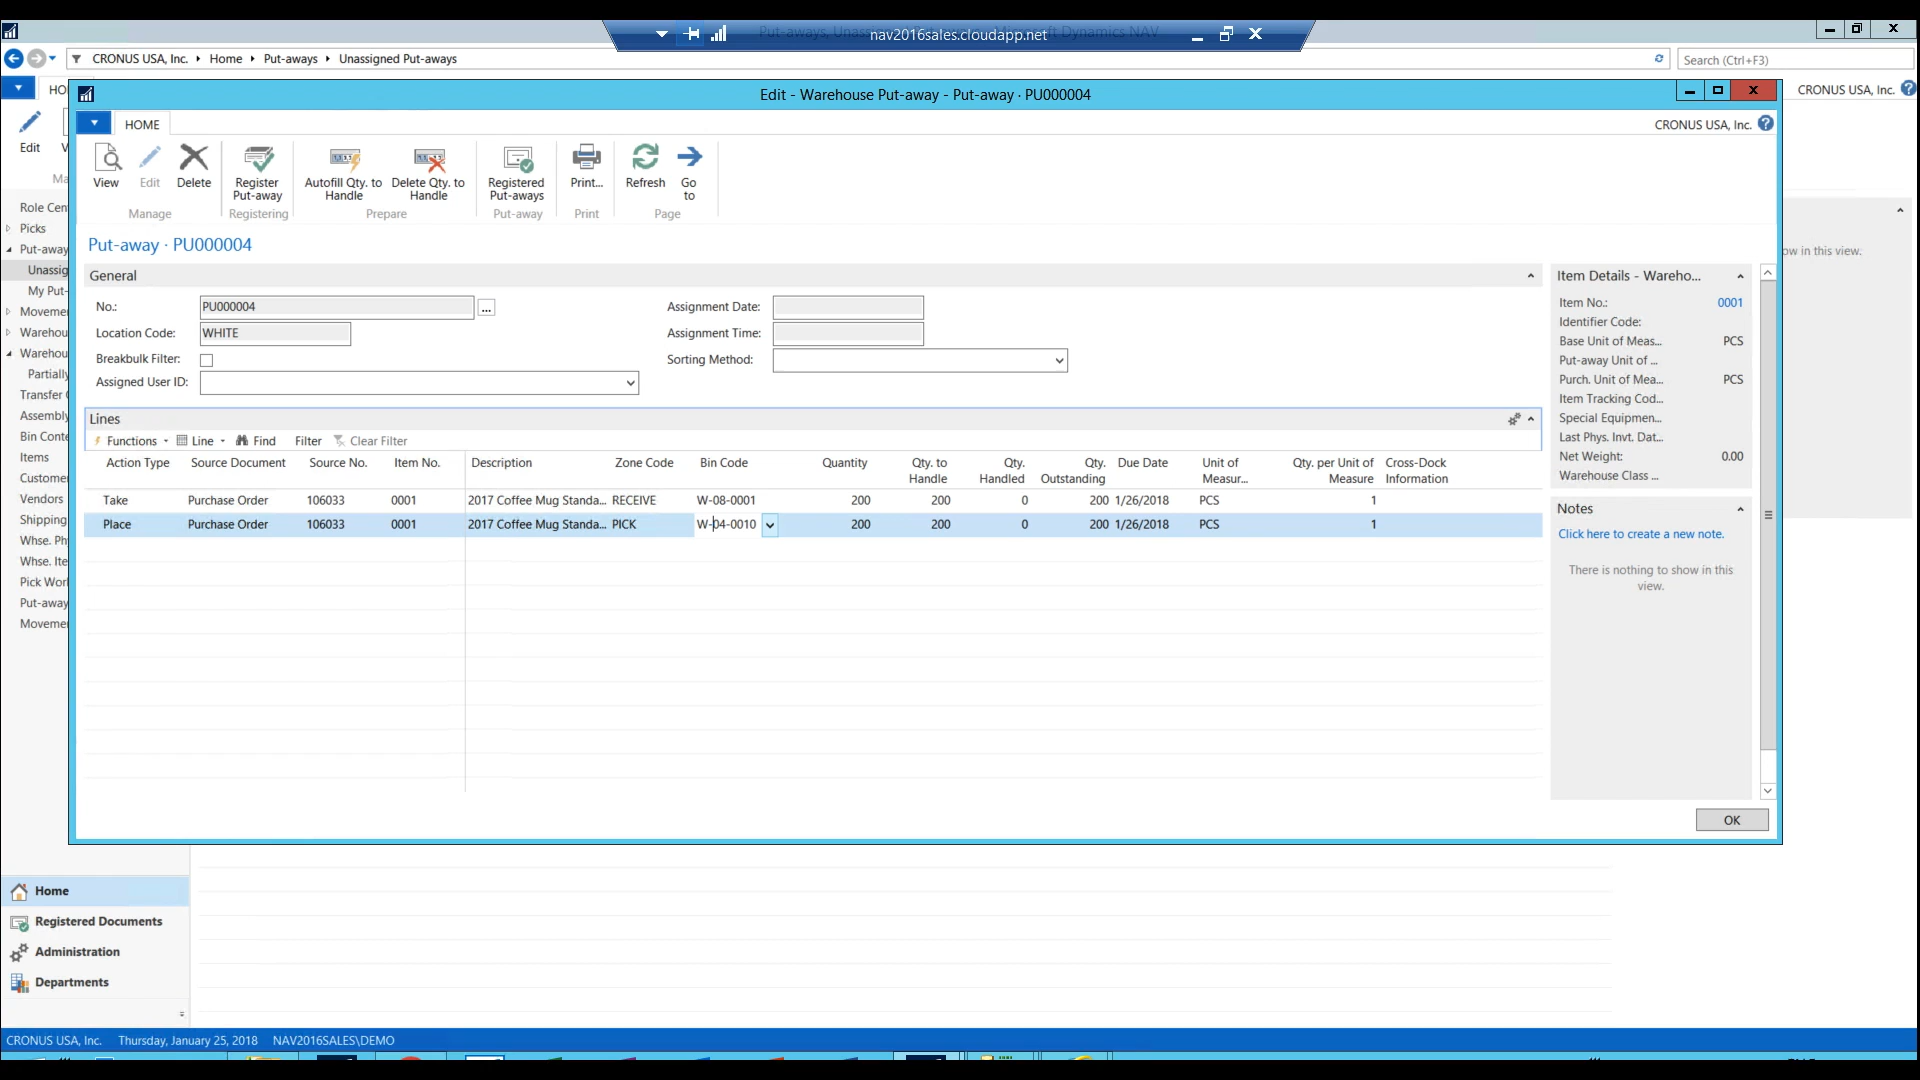 nav2016sales.cloudapp.net
CRONUS USA, Inc. Home Put-aways Unassigned Put-aways
Search (Ctrl+F3)
HO
CRONUS USA, Inc.
Edit - Warehouse Put-away - Put-away · PU000004
HOME
CRONUS USA, Inc.
Edit
View
Edit
Delete
Register Put-away
Autofill Qty. to Handle
Delete Qty. to Handle
Registered Put-aways
Print...
Refresh
Go to
Ma
Manage
Registering
Prepare
Put-away
Print
Page
Role Cen
Picks
Put-away
Unassig
My Put-
Movemen
Warehou
Warehou
Partially
Transfer
Assembly
Bin Conte
Items
Custome
Vendors
Shipping
Whse. Ph
Whse. Ite
Pick Worl
Put-away
Movemen
ow in this view.
Put-away · PU000004
General
No.: PU000004
Location Code: WHITE
Breakbulk Filter:
Assigned User ID:
Assignment Date:
Assignment Time:
Sorting Method:
Lines
Functions Line Find Filter Clear Filter
Action Type Source Document Source No. Item No. Description Zone Code Bin Code Quantity Qty. to Handle Qty. Handled Qty. Outstanding Due Date Unit of Measur... Qty. per Unit of Measure Cross-Dock Information
Take Purchase Order 106033 0001 2017 Coffee Mug Standa... RECEIVE W-08-0001 200 200 0 200 1/26/2018 PCS 1
Place Purchase Order 106033 0001 2017 Coffee Mug Standa... PICK W-04-0010 200 200 0 200 1/26/2018 PCS 1
Item Details - Wareho...
Item No.: 0001
Identifier Code:
Base Unit of Meas... PCS
Put-away Unit of ...
Purch. Unit of Mea... PCS
Item Tracking Cod...
Special Equipmen...
Last Phys. Invt. Dat...
Net Weight: 0.00
Warehouse Class ...
Notes
Click here to create a new note.
There is nothing to show in this
view.
OK
Home
Registered Documents
Administration
Departments
CRONUS USA, Inc. Thursday, January 25, 2018 NAV2016SALES\DEMO